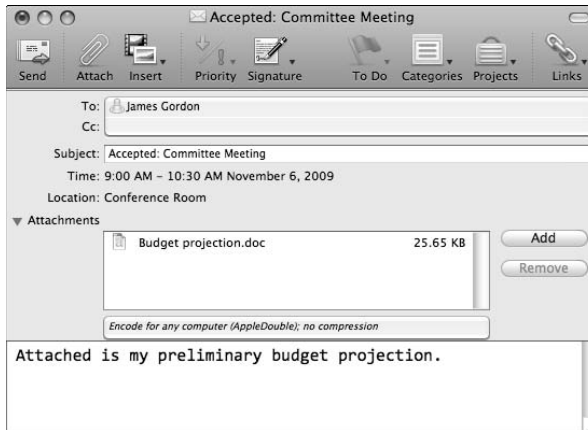 Accepted: Committee Meeting
Send Attach Insert Priority Signature To Do Categories Projects Links
To: James Gordon
Cc:
Subject: Accepted: Committee Meeting
Time: 9:00 AM – 10:30 AM November 6, 2009
Location: Conference Room
Attachments
Budget projection.doc 25.65 KB Add
Remove
Encode for any computer (AppleDouble); no compression
Attached is my preliminary budget projection.